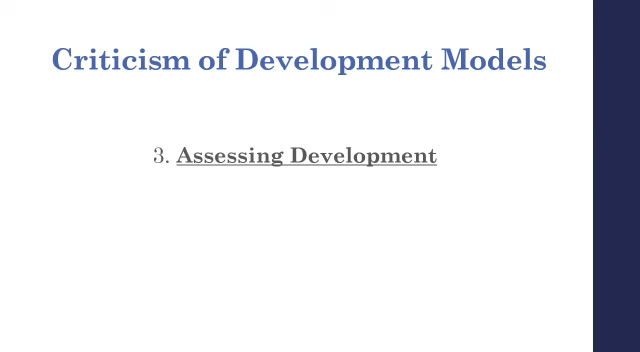 Criticism of Development Models
3. Assessing Development